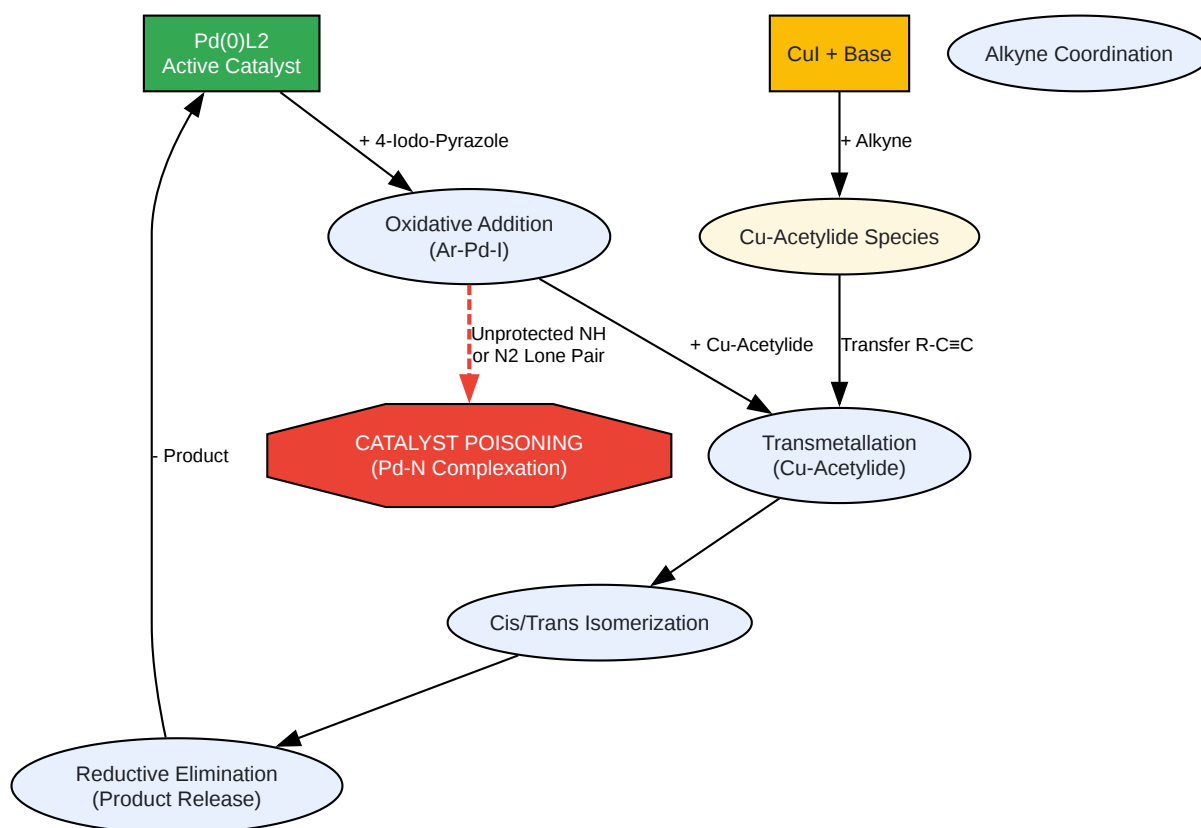 Pd(0)L2
Active Catalyst
CuI + Base
Alkyne Coordination
+ 4-Iodo-Pyrazole
+ Alkyne
Oxidative Addition
(Ar-Pd-I)
Cu-Acetylide Species
Unprotected NH
or N2 Lone Pair
+ Cu-Acetylide
Transfer R-C≡C
CATALYST POISONING
(Pd-N Complexation)
Transmetallation
(Cu-Acetylide)
- Product
Cis/Trans Isomerization
Reductive Elimination
(Product Release)